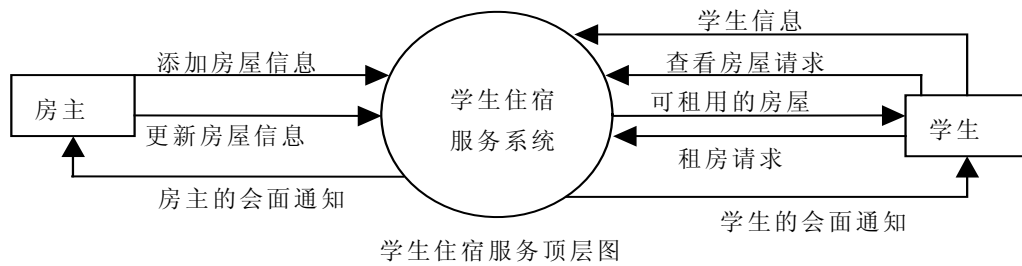 学生信息
添加房屋信息
查看房屋请求
房主
学生住宿
服务系统
可租用的房屋
学生
更新房屋信息
租房请求
房主的会面通知
学生的会面通知
学生住宿服务顶层图